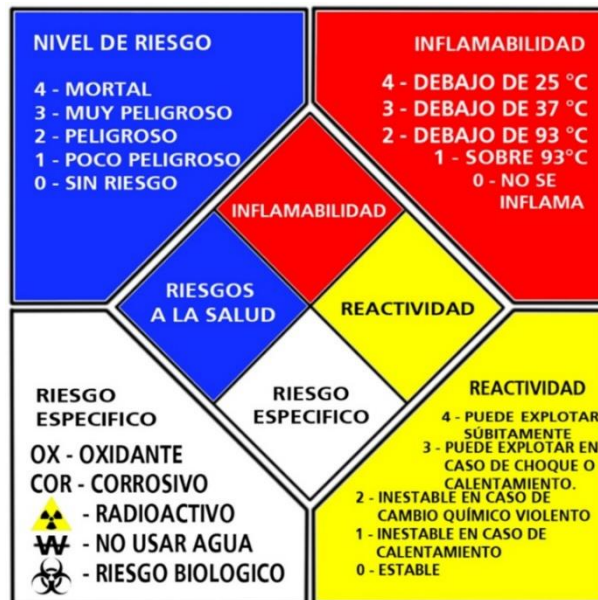 NIVEL DE RIESGO
4 - MORTAL
3 - MUY PELIGROSO
2 - PELIGROSO
1 - POCO PELIGROSO
0 - SIN RIESGO
INFLAMABILIDAD
4 - DEBAJO DE 25 °C
3 - DEBAJO DE 37 °C
2 - DEBAJO DE 93 °C
1 - SOBRE 93°C
0 - NO SE
INFLAMA
INFLAMABILIDAD
RIESGOS
A LA SALUD
REACTIVIDAD
RIESGO
ESPECIFICO
RIESGO
ESPECIFICO
OX - OXIDANTE
COR - CORROSIVO
- RADIOACTIVO
W - NO USAR AGUA
- RIESGO BIOLOGICO
REACTIVIDAD
4 - PUEDE EXPLOTAR
SÚBITAMENTE
3 - PUEDE EXPLOTAR EN
CASO DE CHOQUE O
CALENTAMIENTO.
2 - INESTABLE EN CASO DE
CAMBIO QUÍMICO VIOLENTO
1 - INESTABLE EN CASO DE
CALENTAMIENTO
0 - ESTABLE